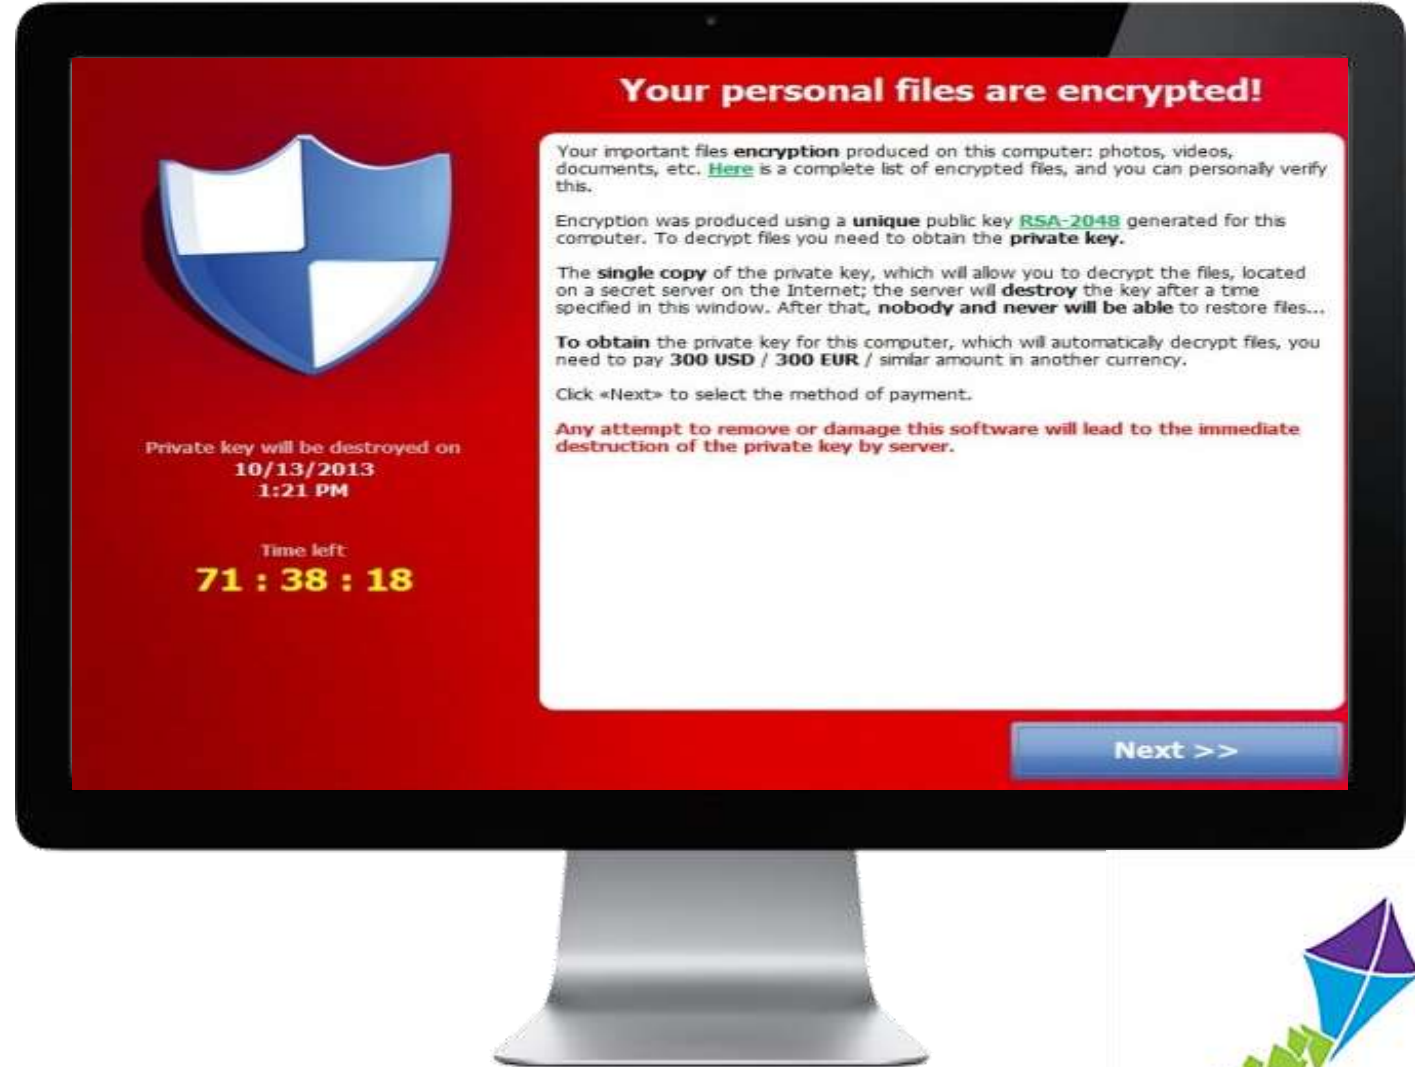 Your personal files are encrypted!
Your important files encryption produced on this computer: photos, videos,
documents, etc. Here is a complete list of encrypted files, and you can personally verify
this.
Encryption was produced using a unique public key RSA-2048 generated for this
computer. To decrypt files you need to obtain the private key.
The single copy of the private key, which will allow you to decrypt the files, located
on a secret server on the Internet; the server will destroy the key after a time
specified in this window. After that, nobody and never will be able to restore files...
To obtain the private key for this computer, which will automatically decrypt files, you
need to pay 300 USD / 300 EUR / similar amount in another currency.
Click «Next» to select the method of payment.
Any attempt to remove or damage this software will lead to the immediate
destruction of the private key by server.
Private key will be destroyed on
10/13/2013
1:21 PM
Time left
71 : 38 : 18
Next >>